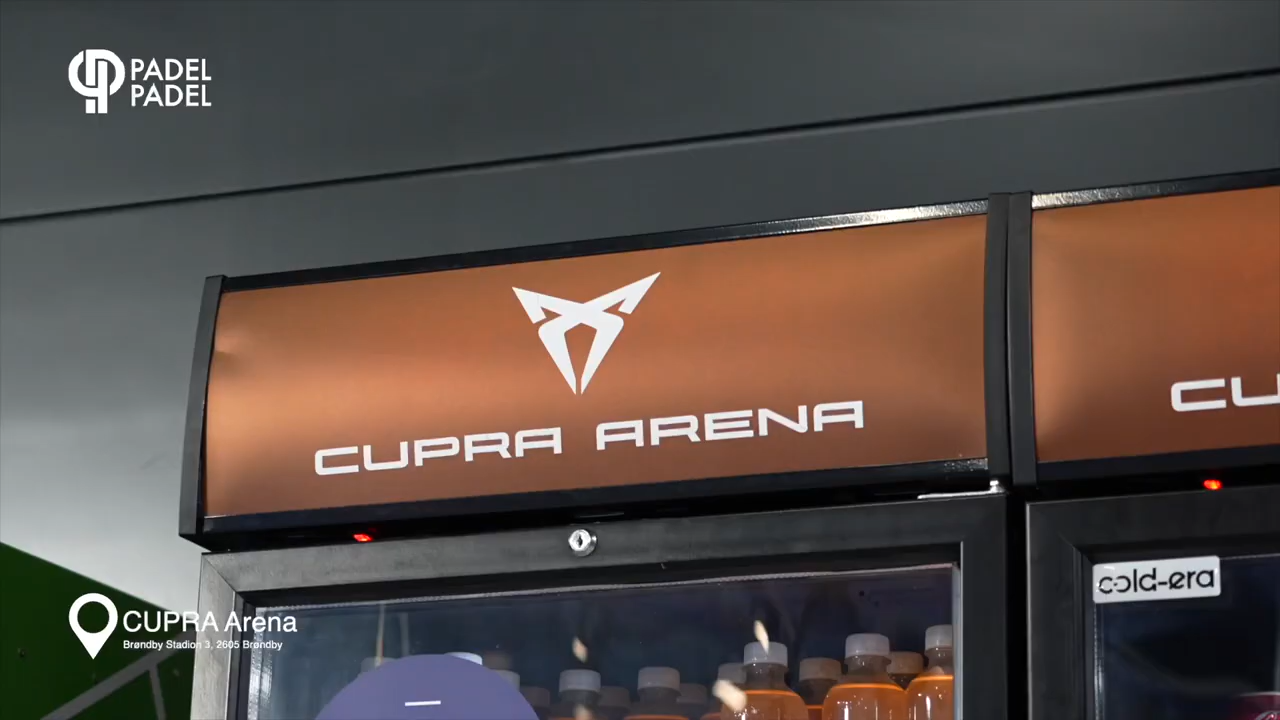 PADEL
PADEL
CUPRA ARENA
CU
cold-era
CUPRA Arena
Brøndby Stadion 3, 2605 Brøndby